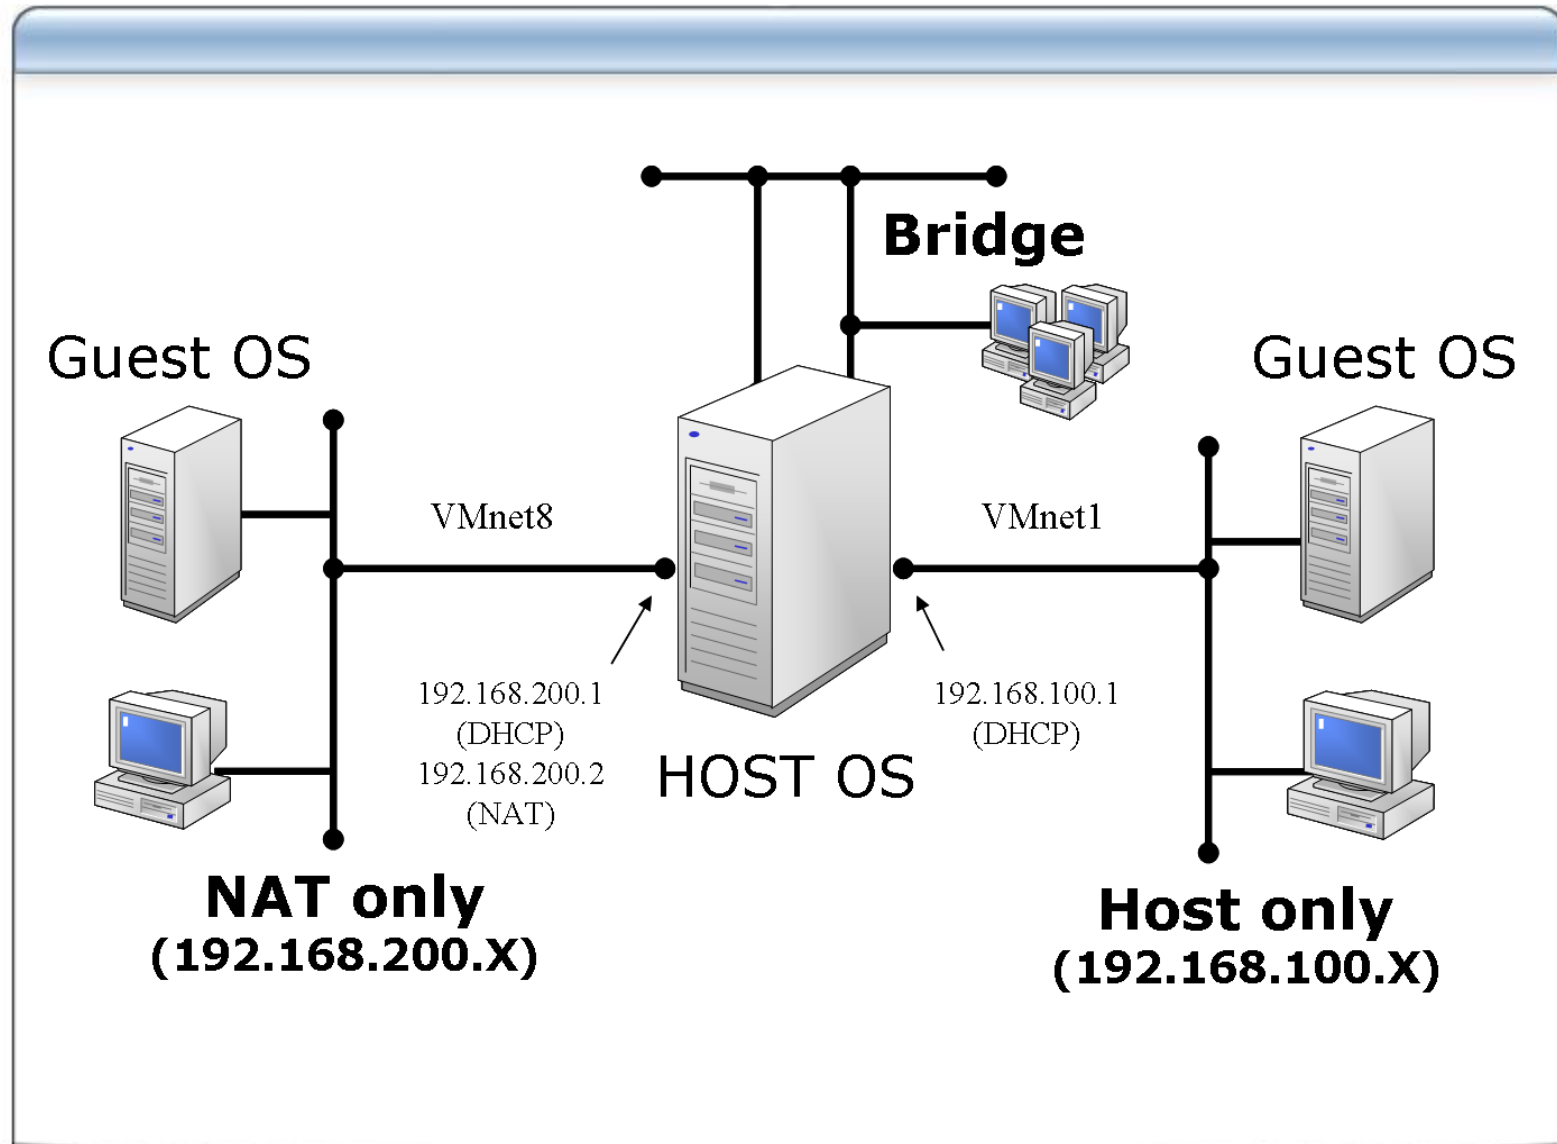 Bridge
Guest OS
Guest OS
VMnet8
VMnet1
192.168.200.1
(DHCP)
192.168.200.2
(NAT)
192.168.100.1
(DHCP)
HOST OS
NAT only
(192.168.200.X)
Host only
(192.168.100.X)